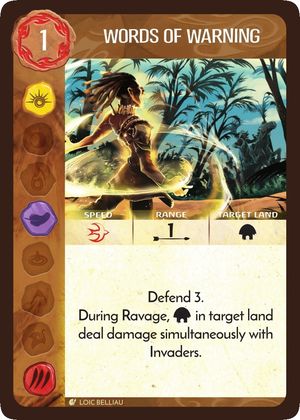 1 WORDS OF WARNING
SPEED RANGE TARGET LAND
1
Defend 3.
During Ravage, in target land
deal damage simultaneously with
Invaders.
LOIC BELLIAU